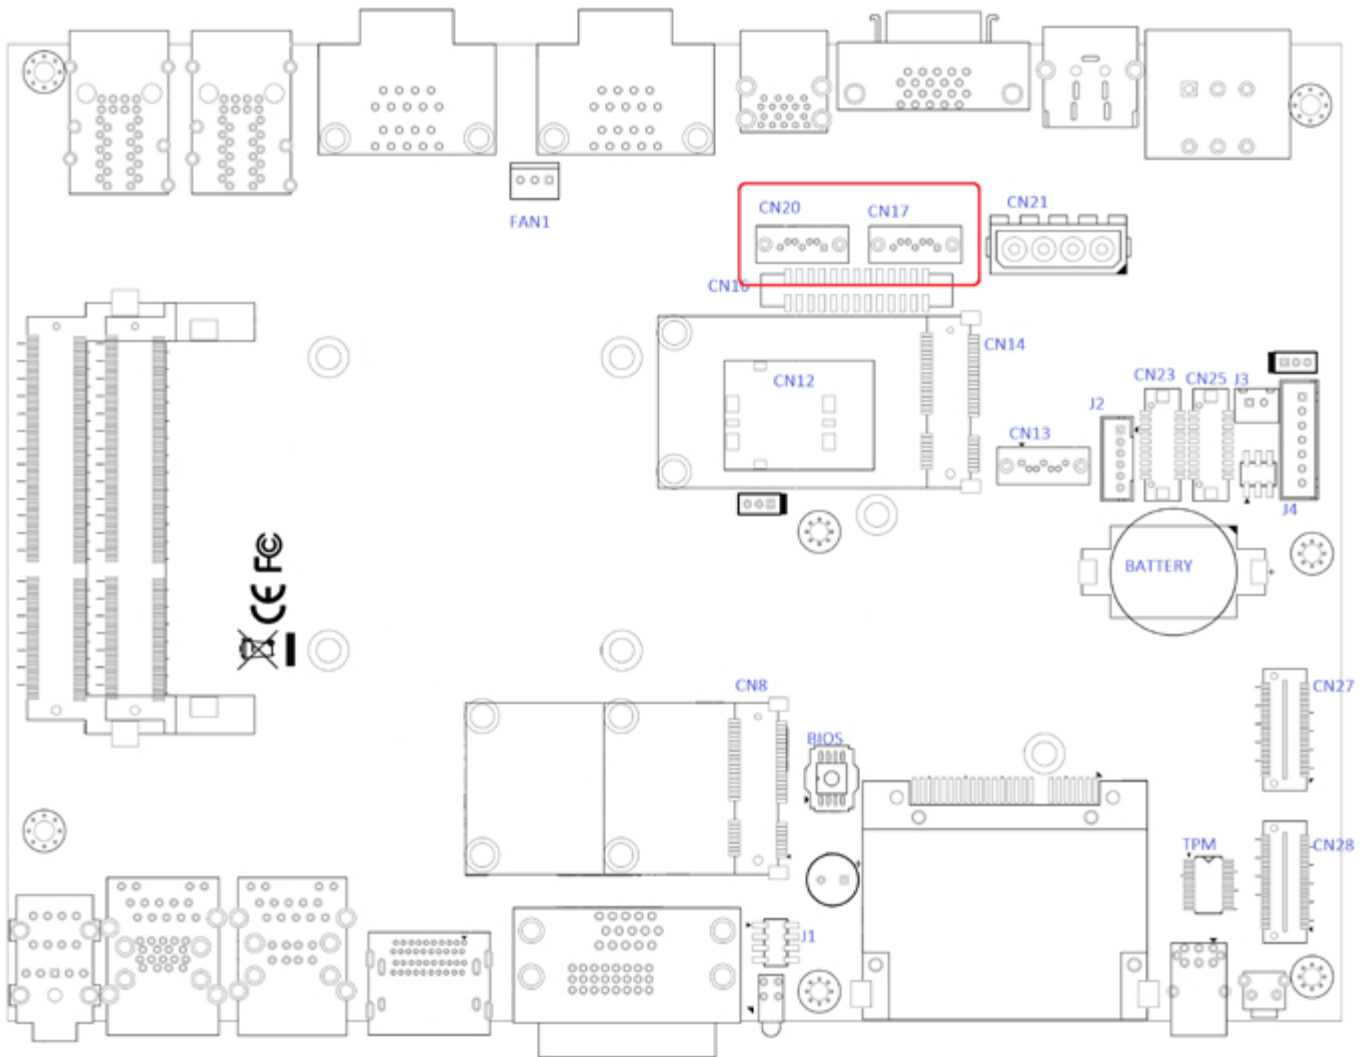 FAN1
CN20
CN17
CN21
CN16
CN14
CN12
CN23
CN25
J3
J2
CN13
J4
BATTERY
CE FC
CN8
CN27
BIOS
TPM
CN28
J1